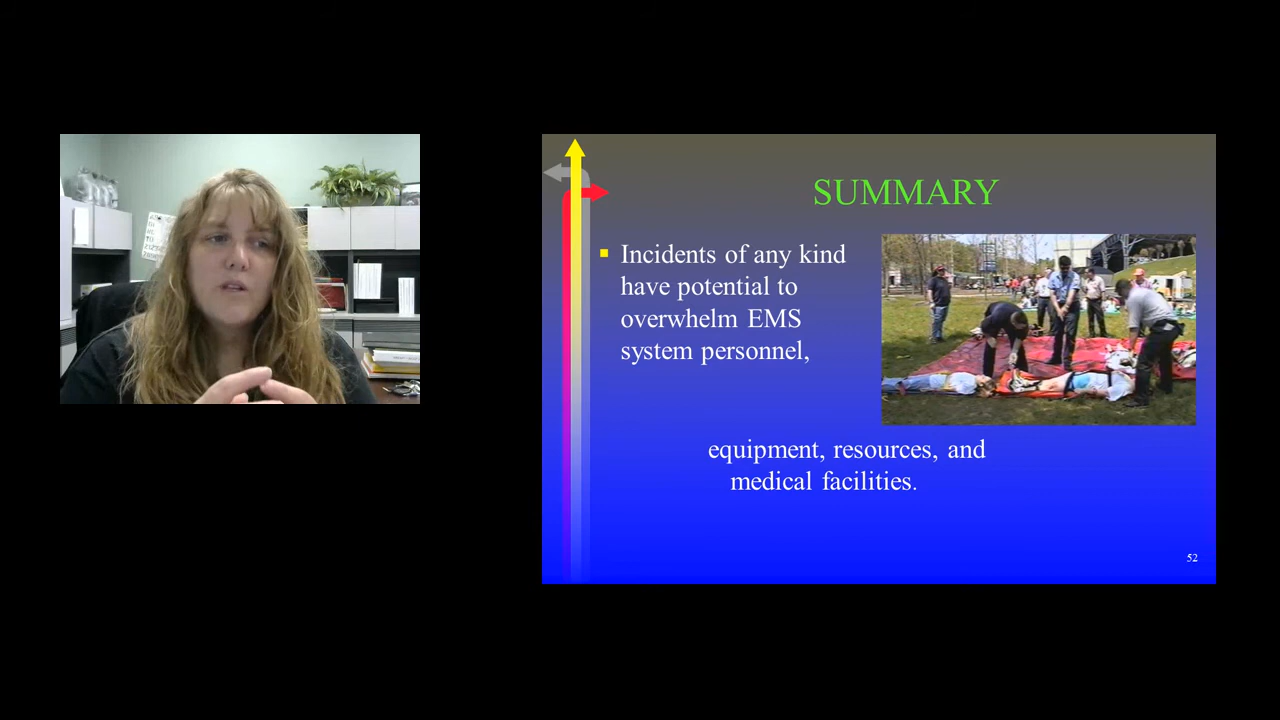 SUMMARY
Incidents of any kind
have potential to
overwhelm EMS
system personnel,
equipment, resources, and
medical facilities.
52